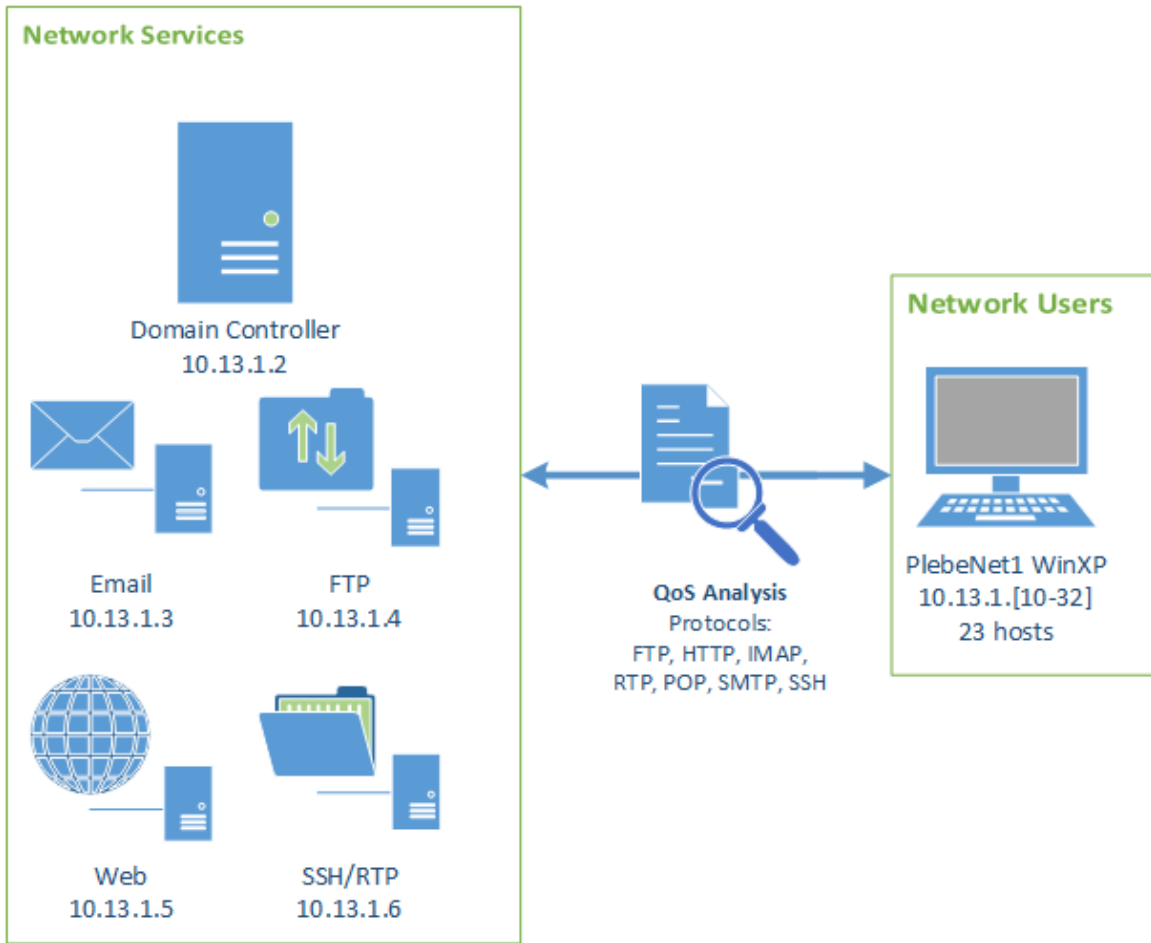 Network Services
Domain Controller
10.13.1.2
Email
10.13.1.3
FTP
10.13.1.4
Web
10.13.1.5
SSH/RTP
10.13.1.6
QoS Analysis
Protocols:
FTP, HTTP, IMAP,
RTP, POP, SMTP, SSH
Network Users
PlebeNet1 WinXP
10.13.1.[10-32]
23 hosts